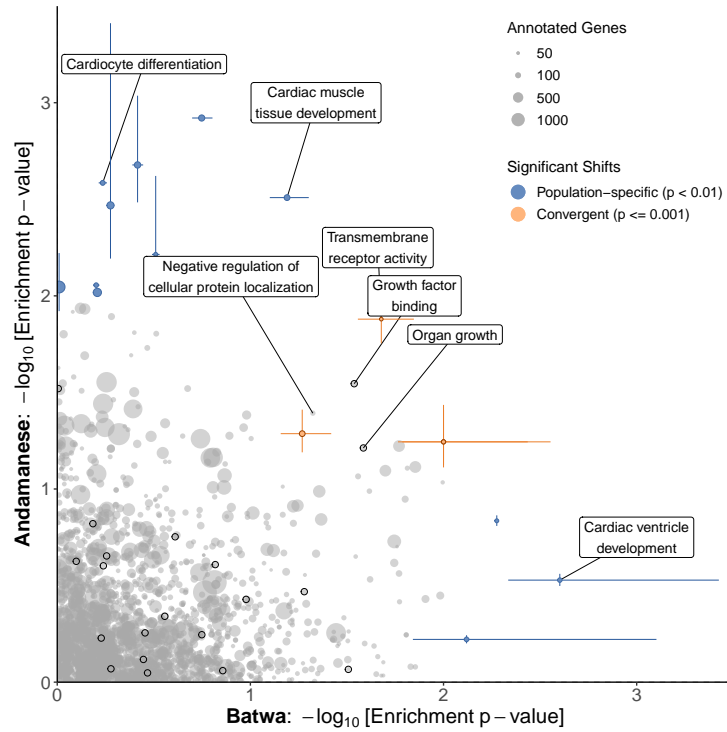 Annotated Genes
50
100
500
1000
Significant Shifts
Population−specific (p < 0.01)
Convergent (p <= 0.001)
Cardiocyte differentiation
Cardiac muscle
tissue development
Transmembrane
receptor activity
Negative regulation of
cellular protein localization
Growth factor
binding
Organ growth
Cardiac ventricle
development
3
2
1
0
0
1
2
3
Andamanese: −log10 [Enrichment p−value]
Batwa: −log10 [Enrichment p−value]